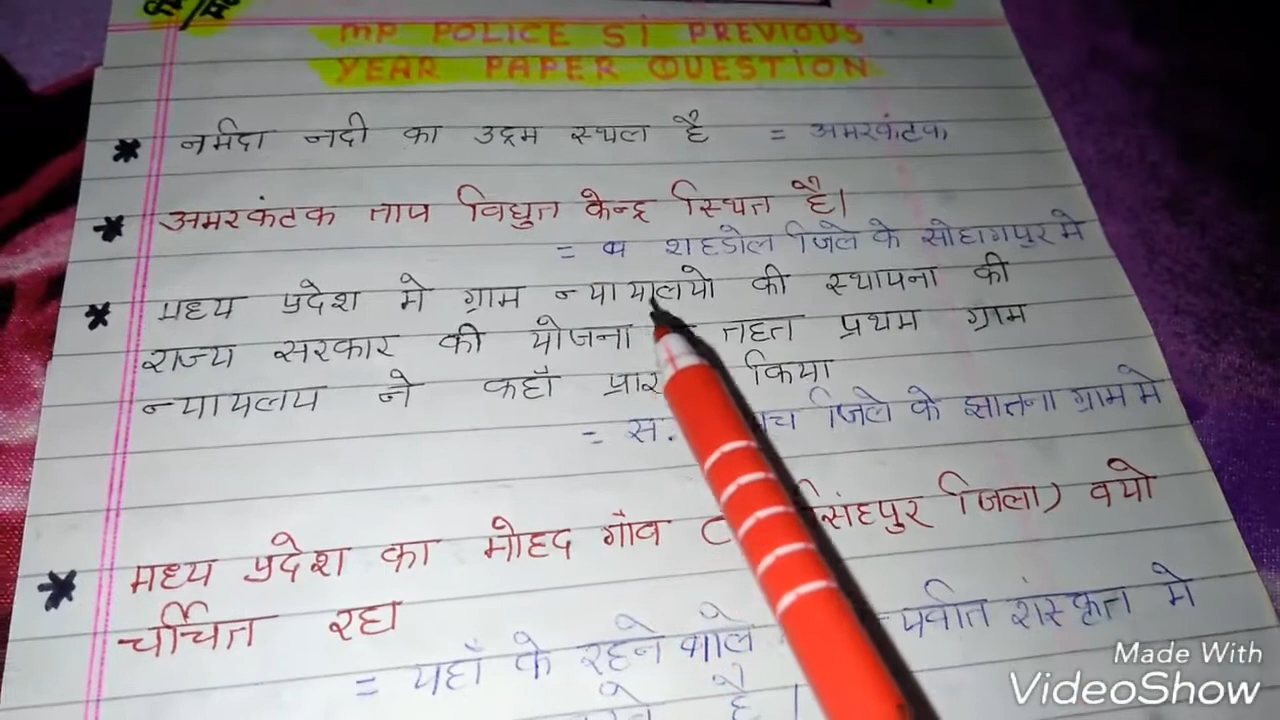 MP POLICE Si PREVIOUS
YEAR PAPER QUESTION
* नर्मदा नदी का उद्गम स्थल है = अमरकंटक
* अमरकंटक ताप विद्युत केन्द्र स्थित है।
= शहडोल जिले के सोहागपुर मे
* मध्य प्रदेश मे ग्राम न्यायालयो की स्थापना की
राज्य सरकार की योजना तहत प्रथम ग्राम
न्यायलय ने कहाँ किया
= जिले के झातना ग्राम मे
* मध्य प्रदेश का मोहद गाँव ( जिला) क्यो
चर्चित रहा
= यहाँ के रहने वाले संस्कृत मे
है।
Made With
VideoShow